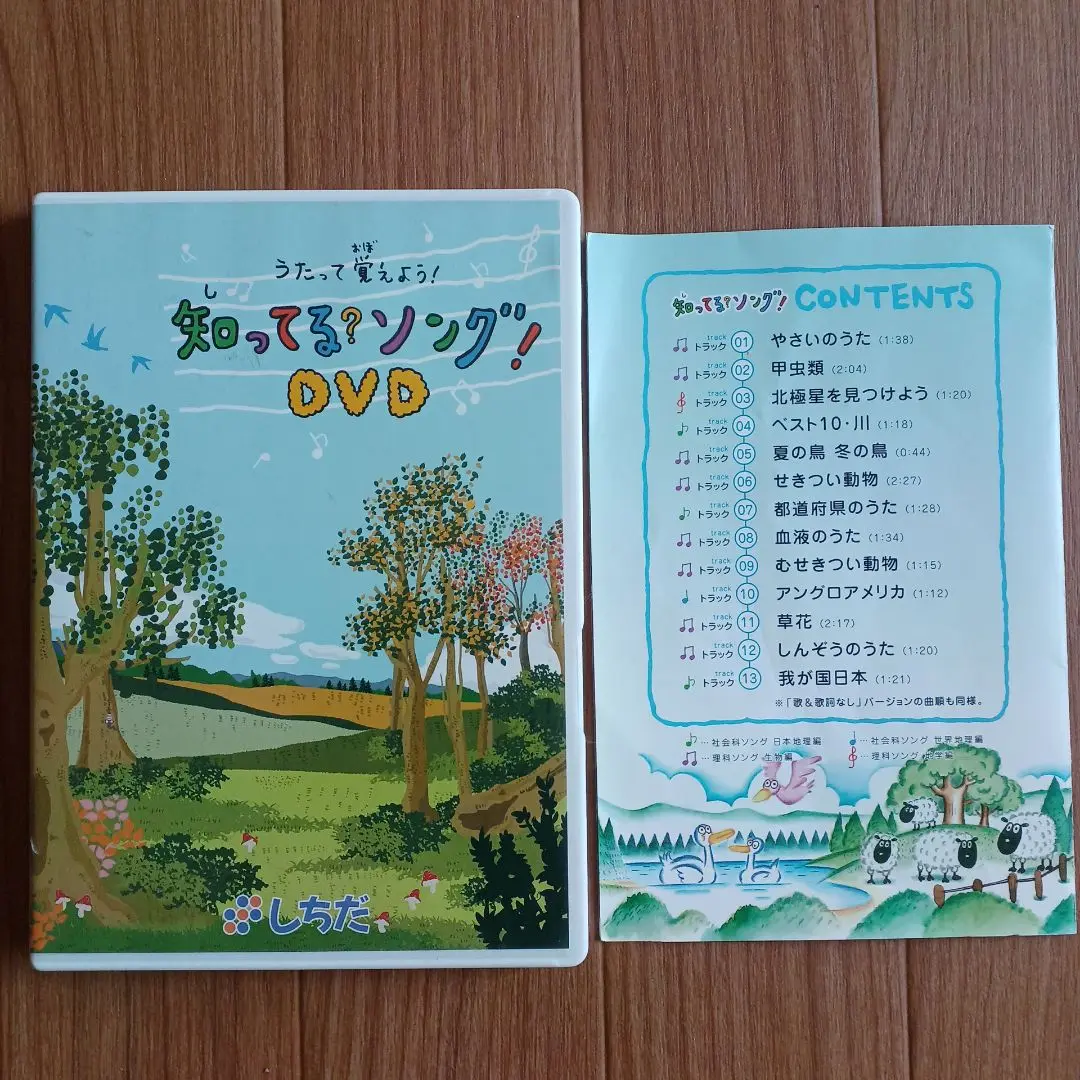 うたって覚えよう!
おぼ
知ってる?ソング!
し
DVD
しちだ
知ってる?ソング! CONTENTS
し
track トラック 01 やさいのうた (1:38)
track トラック 02 甲虫類 (2:04)
track トラック 03 北極星を見つけよう (1:20)
track トラック 04 ベスト10・川 (1:18)
track トラック 05 夏の鳥 冬の鳥 (0:44)
track トラック 06 せきつい動物 (2:27)
track トラック 07 都道府県のうた (1:28)
track トラック 08 血液のうた (1:34)
track トラック 09 むせきつい動物 (1:15)
track トラック 10 アングロアメリカ (1:12)
track トラック 11 草花 (2:17)
track トラック 12 しんぞうのうた (1:20)
track トラック 13 我が国日本 (1:21)
※「歌&歌詞なし」バージョンの曲順も同様。
…社会科ソング 日本地理編
…社会科ソング 世界地理編
…理科ソング 生物編
…理科ソング 地学編